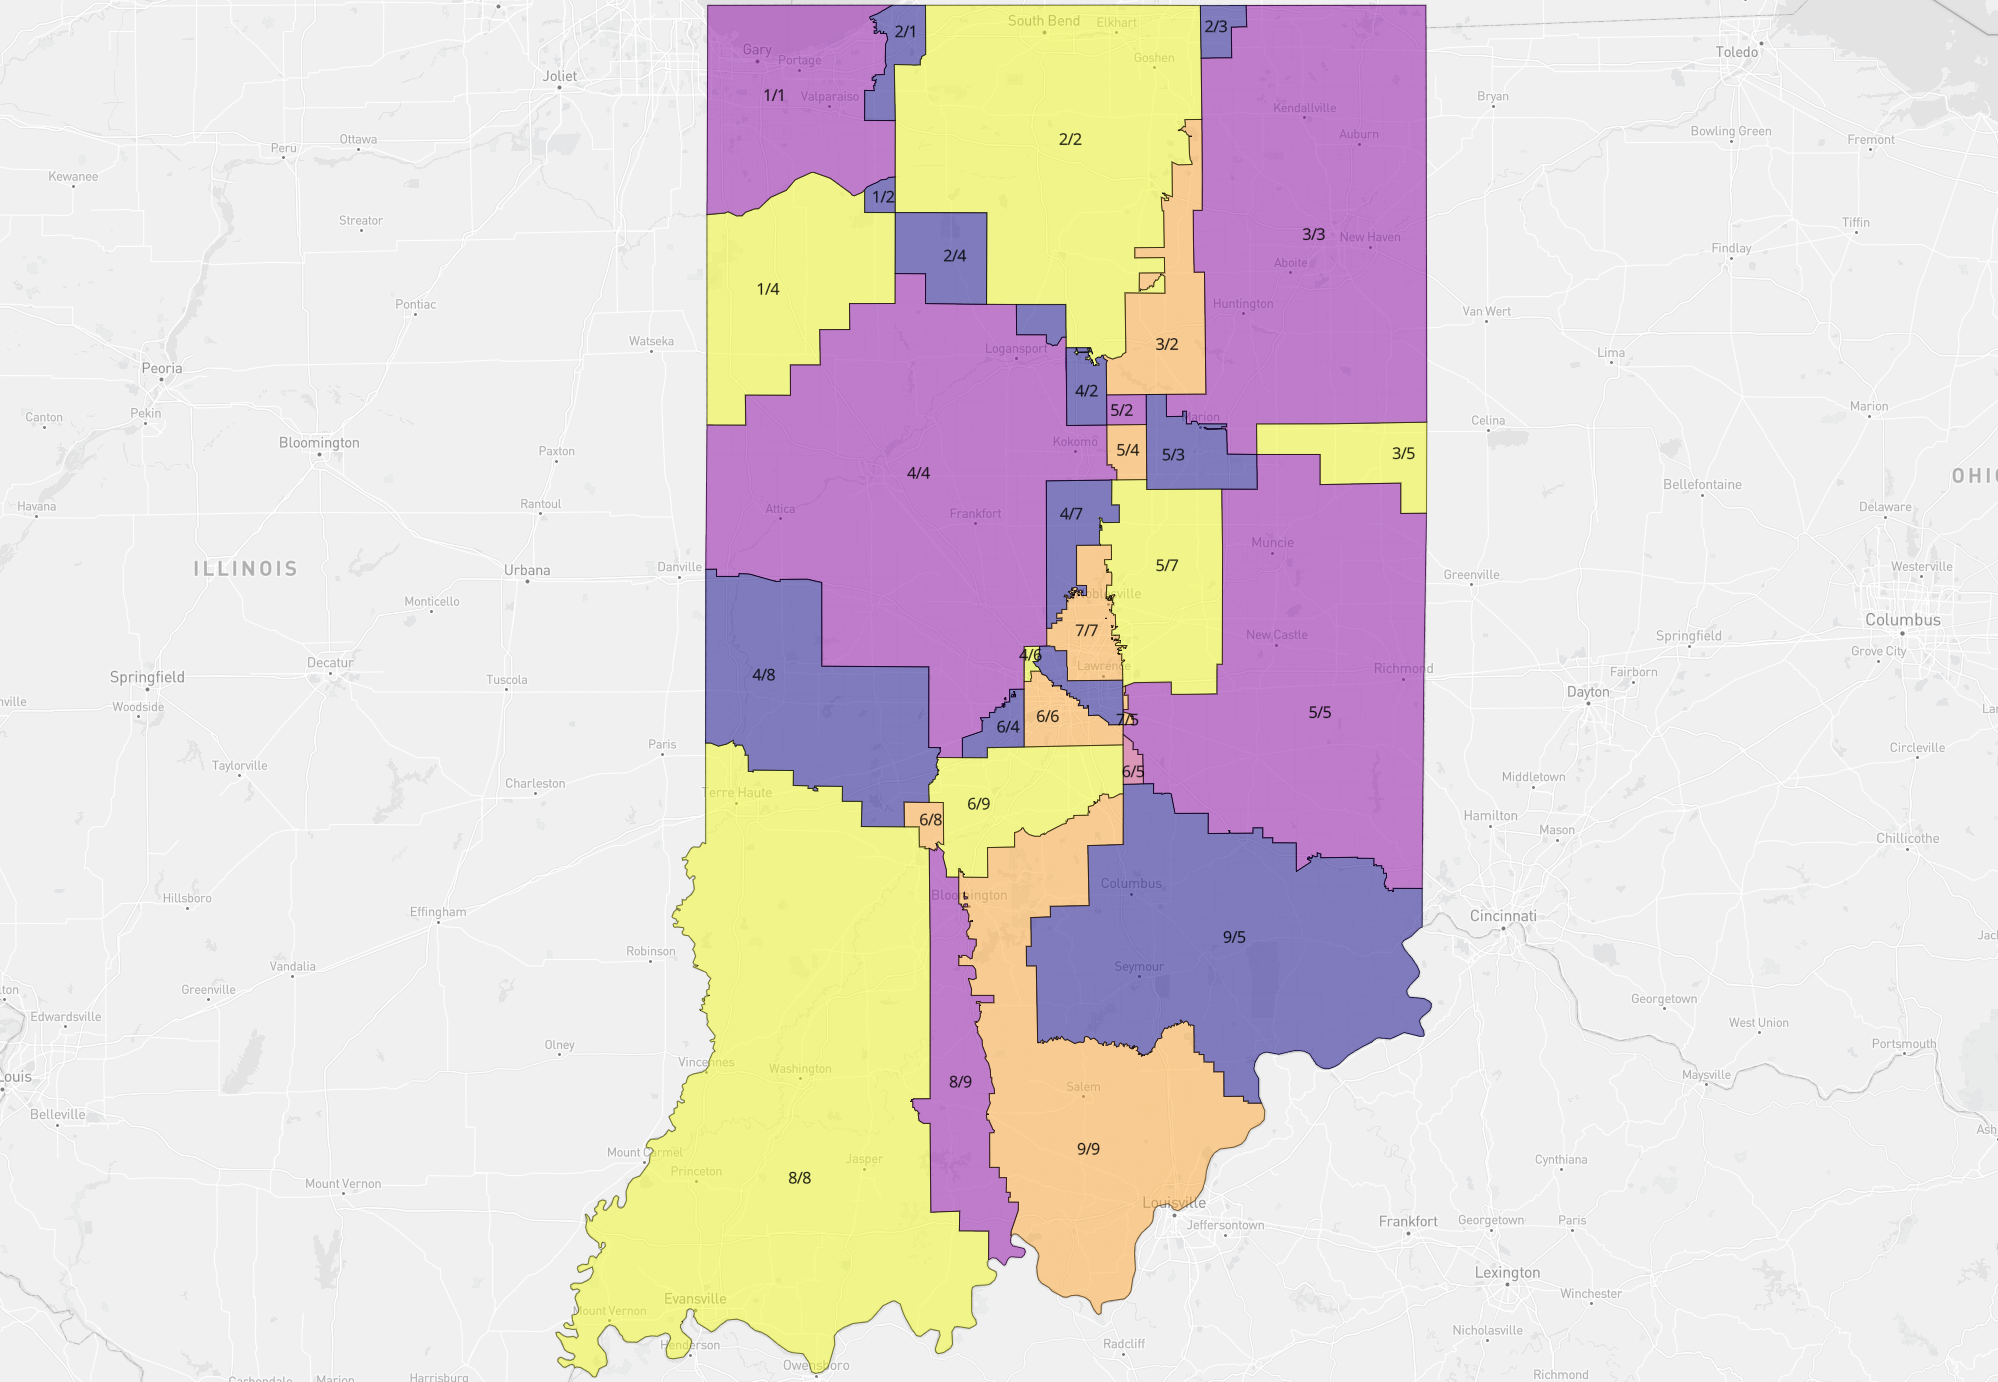 South Bend
Elkhart
2/1
2/3
Gary
Portage
Goshen
Toledo
Joliet
1/1
Valparaiso
Bryan
Kendallville
Ottawa
Auburn
Bowling Green
Fremont
Peru
2/2
Kewanee
1/2
Streator
3/3
New Haven
Tiffin
Findlay
2/4
Aboite
1/4
Pontiac
Huntington
Van Wert
Watseka
Logansport
3/2
Lima
Peoria
4/2
Canton
Pekin
5/2
Marion
Marion
Celina
Bloomington
Kokomo
5/4
5/3
3/5
Paxton
4/4
OHIO
Bellefontaine
Havana
Rantoul
Attica
Frankfort
4/7
Delaware
Muncie
ILLINOIS
Urbana
Danville
5/7
Westerville
Greenville
Monticello
Noblesville
7/7
Columbus
New Castle
Springfield
4/6
Grove City
Decatur
Lawrence
Richmond
Springfield
4/8
Tuscola
Fairborn
Dayton
Woodside
6/4
6/6
7/5
5/5
Paris
Circleville
Taylorville
6/5
Middletown
Charleston
Terre Haute
6/9
Hamilton
6/8
Mason
Chillicothe
Columbus
Hillsboro
Bloomington
Effingham
Cincinnati
9/5
Robinson
Vandalia
Seymour
Greenville
Georgetown
Edwardsville
West Union
Olney
Portsmouth
Vincennes
Washington
Louis
8/9
Salem
Maysville
Belleville
Mount Carmel
9/9
Jasper
Cynthiana
Princeton
8/8
Mount Vernon
Louisville
Jeffersontown
Frankfort
Georgetown
Paris
Lexington
Evansville
Winchester
Mount Vernon
Nicholasville
Henderson
Radcliff
Owensboro
Richmond
Carbondale
Marion
Harrisburg